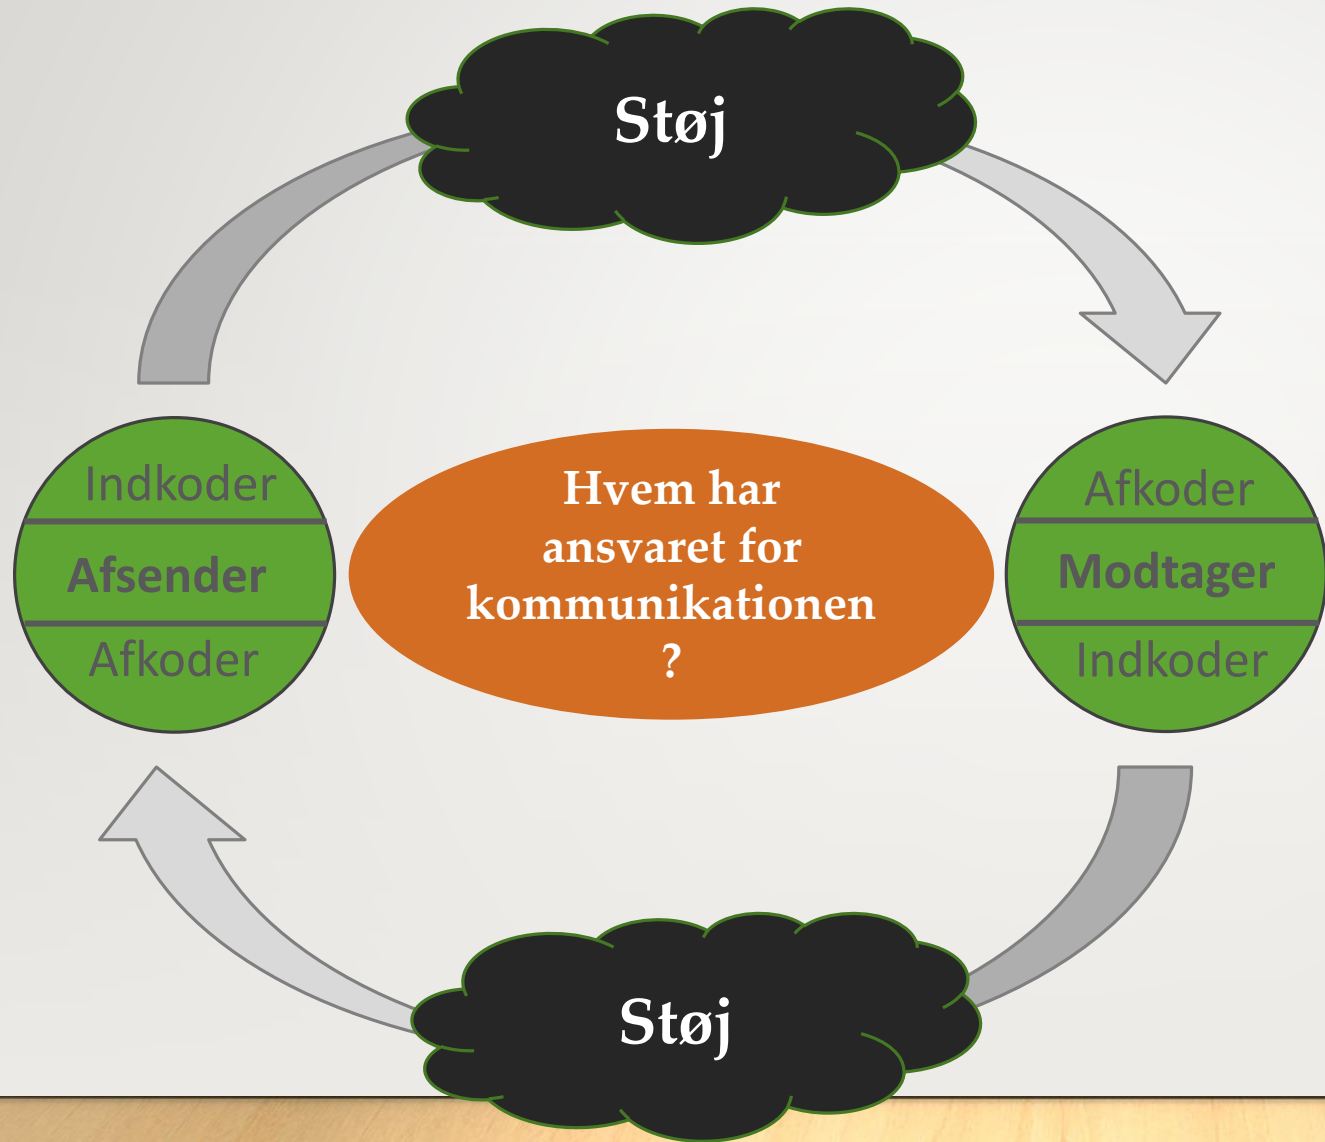 Støj
Indkoder
Afsender
Afkoder
Hvem har
ansvaret for
kommunikationen
?
Afkoder
Modtager
Indkoder
Støj